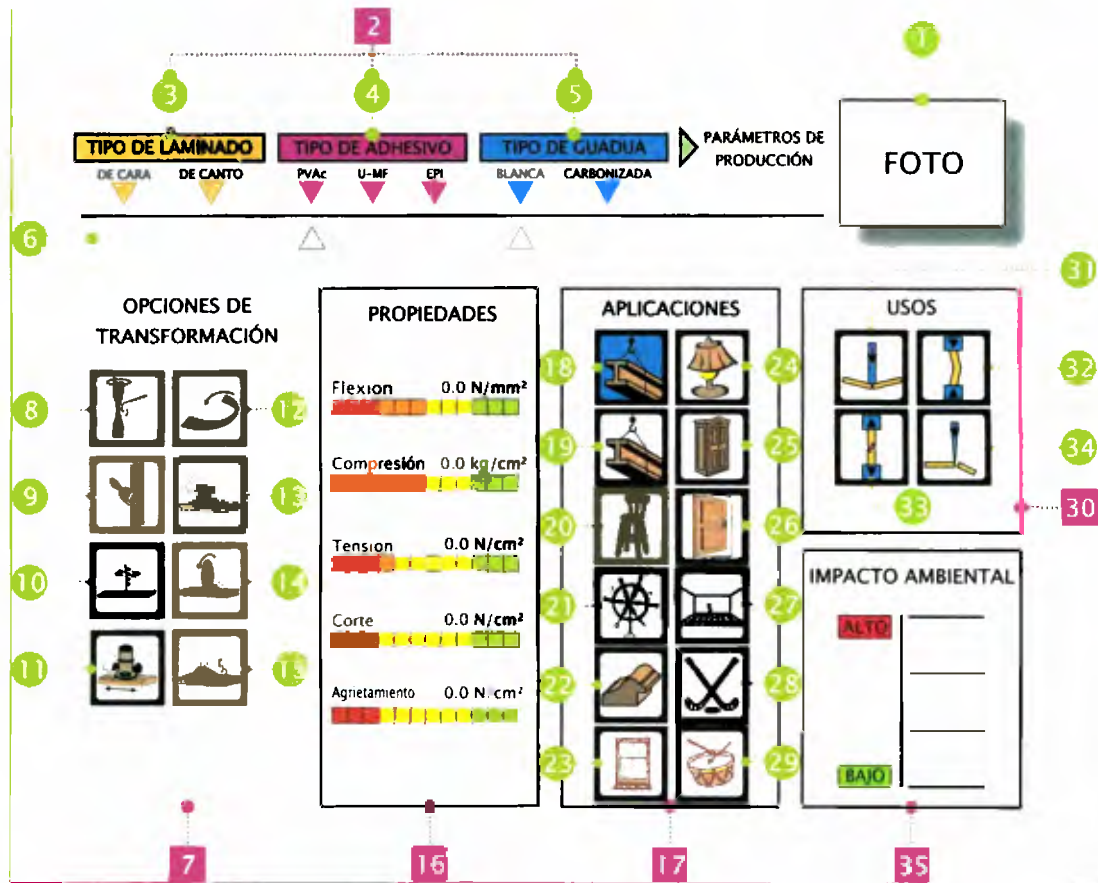 2
1
3
4
5
TIPO DE LAMINADO
TIPO DE ADHESIVO
TIPO DE GUADUA
PARÁMETROS DE
PRODUCCIÓN
FOTO
DE CARA
DE CANTO
PVAc
U-MF
EPI
BLANCA
CARBONIZADA
6
31
OPCIONES DE
TRANSFORMACIÓN
PROPIEDADES
APLICACIONES
USOS
8
12
Flexion 0.0 N/mm²
18
24
32
9
13
Compresión 0.0 kg/cm²
19
25
34
33
30
10
14
Tension 0.0 N/cm²
20
26
IMPACTO AMBIENTAL
ALTO
11
15
Corte 0.0 N/cm²
21
27
Agrietamiento 0.0 N/cm²
22
28
23
29
BAJO
7
16
17
35